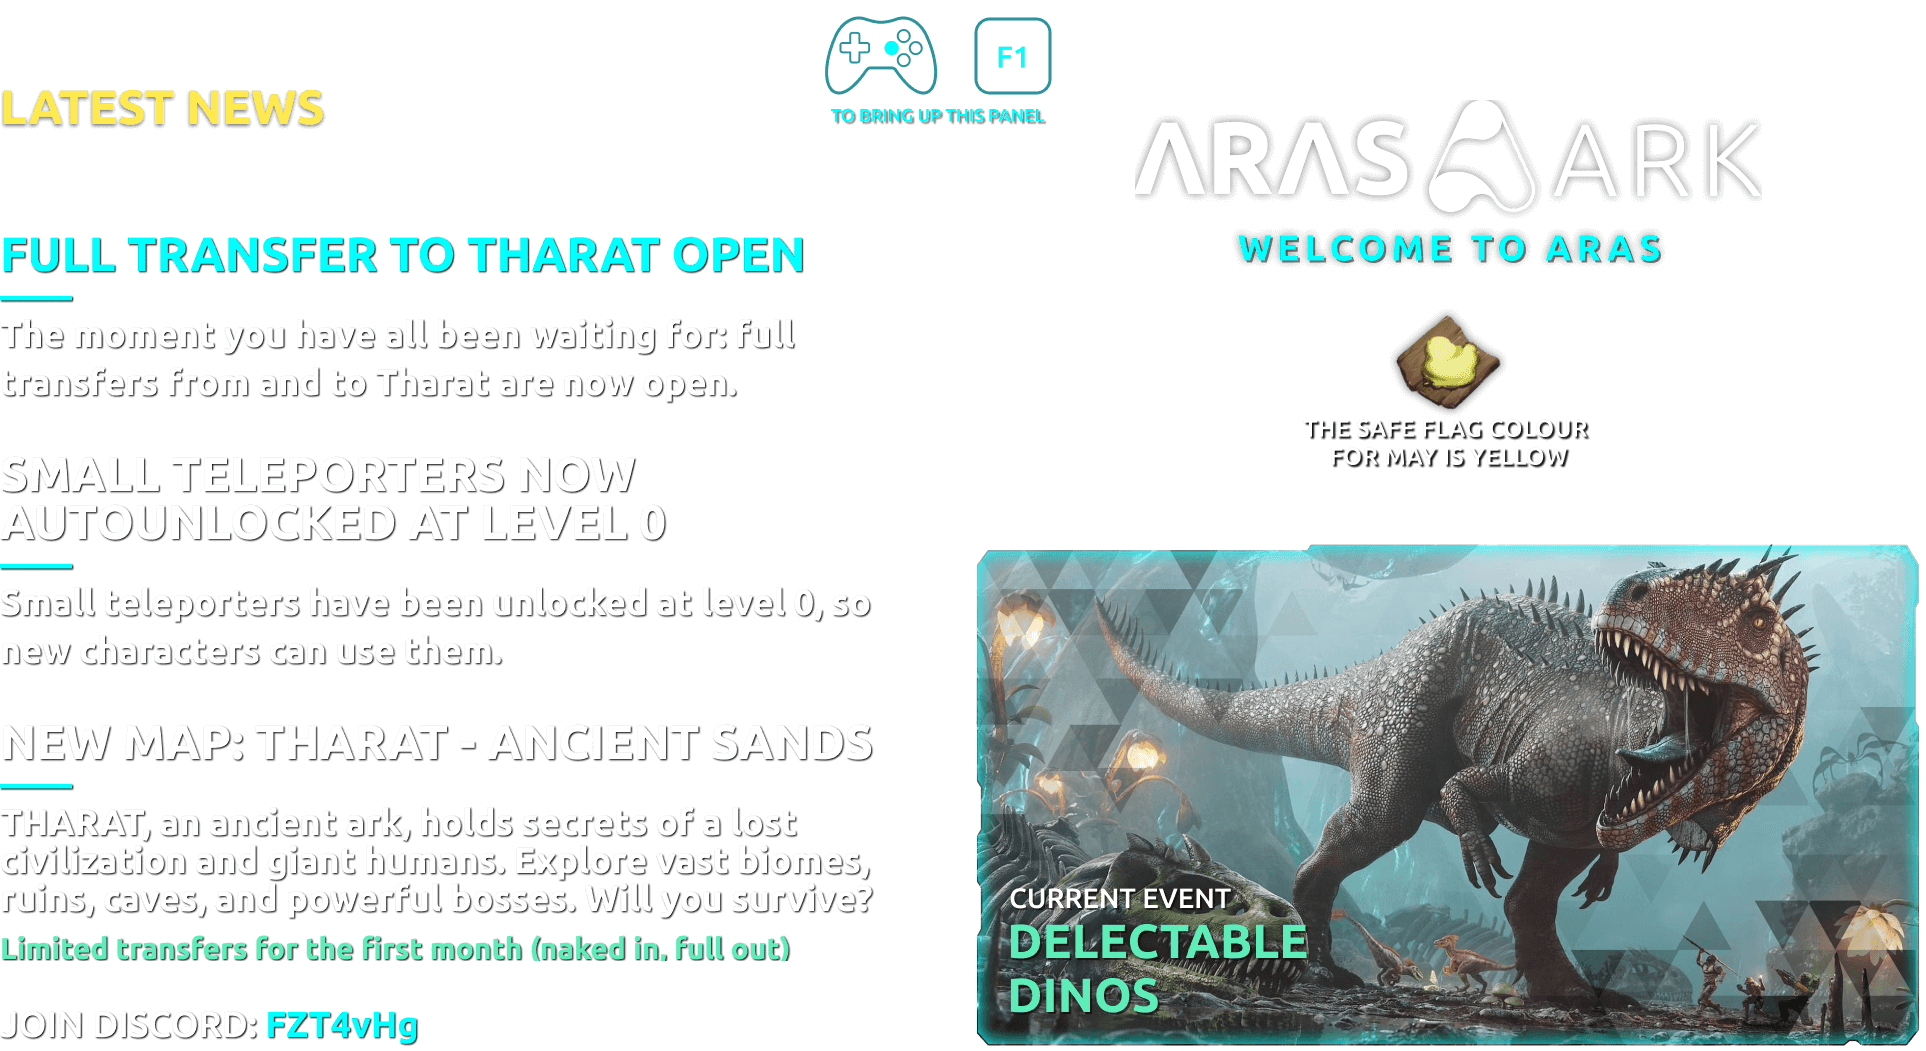 F1
TO BRING UP THIS PANEL
LATEST NEWS
FULL TRANSFER TO THARAT OPEN
The moment you have all been waiting for: full
transfers from and to Tharat are now open.
SMALL TELEPORTERS NOW
AUTOUNLOCKED AT LEVEL 0
Small teleporters have been unlocked at level 0, so
new characters can use them.
NEW MAP: THARAT - ANCIENT SANDS
THARAT, an ancient ark, holds secrets of a lost
civilization and giant humans. Explore vast biomes,
ruins, caves, and powerful bosses. Will you survive?
Limited transfers for the first month (naked in, full out)
JOIN DISCORD: FZT4vHg
ARAS ARK
WELCOME TO ARAS
THE SAFE FLAG COLOUR
FOR MAY IS YELLOW
CURRENT EVENT
DELECTABLE
DINOS